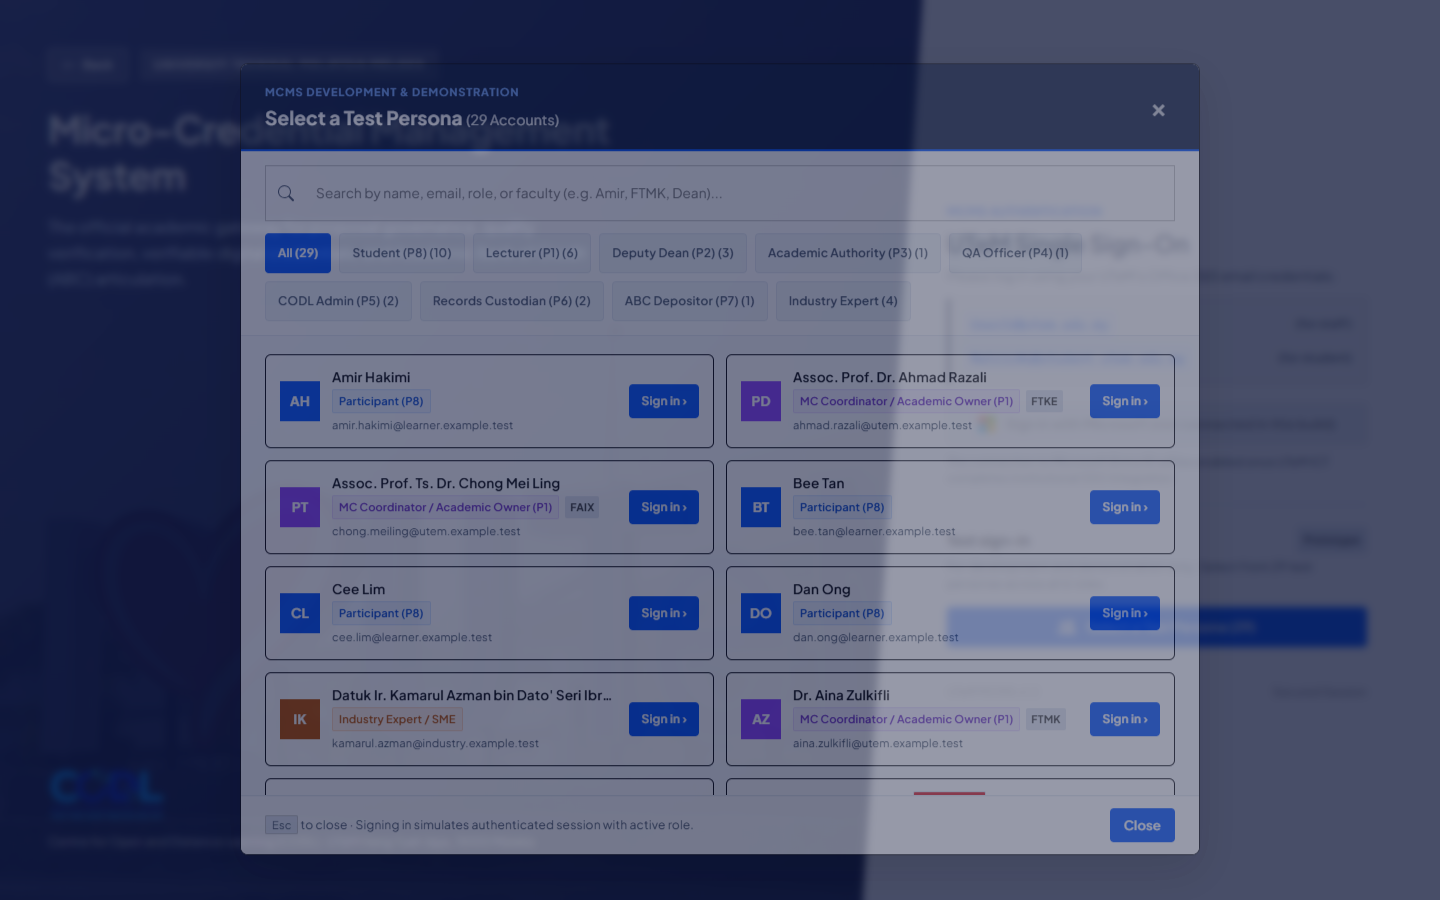 Back
Micro-Credential Management
System
MCMS DEVELOPMENT & DEMONSTRATION
Select a Test Persona (29 Accounts)
×
Search by name, email, role, or faculty (e.g. Amir, FTMK, Dean)...
Sign-On
All (29)
Student (P8) (10)
Lecturer (P1) (6)
Deputy Dean (P2) (3)
Academic Authority (P3) (1)
QA Officer (P4) (1)
CODL Admin (P5) (2)
Records Custodian (P6) (2)
ABC Depositor (P7) (1)
Industry Expert (4)
AH
Amir Hakimi
Participant (P8)
amir.hakimi@learner.example.test
Sign in ›
PD
Assoc. Prof. Dr. Ahmad Razali
MC Coordinator / Academic Owner (P1) FTKE
ahmad.razali@utem.example.test
Sign in ›
PT
Assoc. Prof. Ts. Dr. Chong Mei Ling
MC Coordinator / Academic Owner (P1) FAIX
chong.meiling@utem.example.test
Sign in ›
BT
Bee Tan
Participant (P8)
bee.tan@learner.example.test
Sign in ›
CL
Cee Lim
Participant (P8)
cee.lim@learner.example.test
Sign in ›
DO
Dan Ong
Participant (P8)
dan.ong@learner.example.test
Sign in ›
IK
Datuk Ir. Kamarul Azman bin Dato' Seri Ibr...
Industry Expert / SME
kamarul.azman@industry.example.test
Sign in ›
AZ
Dr. Aina Zulkifli
MC Coordinator / Academic Owner (P1) FTMK
aina.zulkifli@utem.example.test
Sign in ›
CODL
Esc to close · Signing in simulates authenticated session with active role.
Close